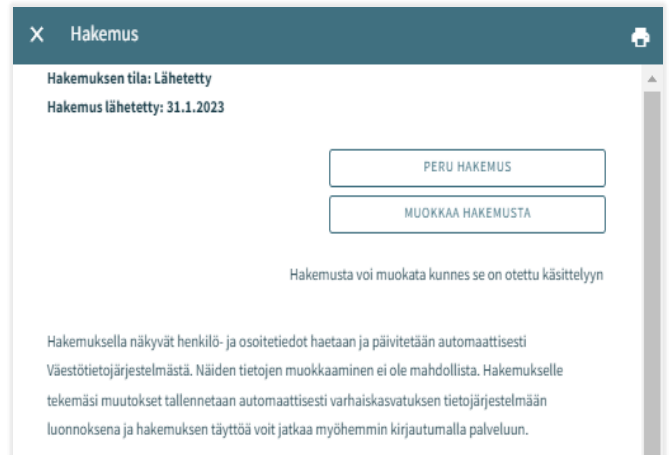 Hakemus
Hakemuksen tila: Lähetetty
Hakemus lähetetty: 31.1.2023
PERU HAKEMUS
MUOKKAA HAKEMUSTA
Hakemusta voi muokata kunnes se on otettu käsittelyyn
Hakemuksella näkyvät henkilö- ja osoitetiedot haetaan ja päivitetään automaattisesti
Väestötietojärjestelmästä. Näiden tietojen muokkaaminen ei ole mahdollista. Hakemukselle
tekemäsi muutokset tallennetaan automaattisesti varhaiskasvatuksen tietojärjestelmään
luonnoksena ja hakemuksen täyttöä voit jatkaa myöhemmin kirjautumalla palveluun.